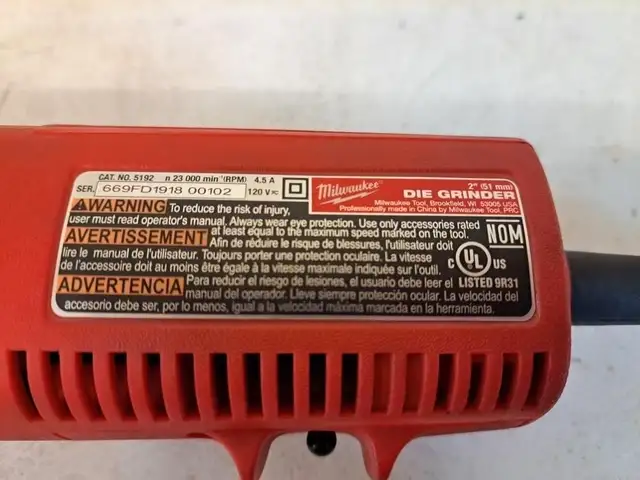 CAT. NO. 5192 n 23 000 min⁻¹(RPM) 4.5 A
SER. 669FD1918 00102 120 V~
Milwaukee
2" (51 mm)
DIE GRINDER
Milwaukee Tool, Brookfield, WI 53005 USA
Professionally made in China by Milwaukee Tool, PRC
WARNING To reduce the risk of injury,
user must read operator's manual. Always wear eye protection. Use only accessories rated
at least equal to the maximum speed marked on the tool.
AVERTISSEMENT Afin de réduire le risque de blessures, l'utilisateur doit
lire le manual de l'utilisateur. Toujours porter une protection oculaire. La vitesse
de l'accessoire doit au moins être égale à la vitesse maximale indiquée sur l'outil.
ADVERTENCIA Para reducir el riesgo de lesiones, el usuario debe leer el
manual del operador. Lleve siempre protección ocular. La velocidad del
accesorio debe ser, por lo menos, igual a la velocidad máxima marcada en la herramienta.
NOM
C UL US
LISTED 9R31